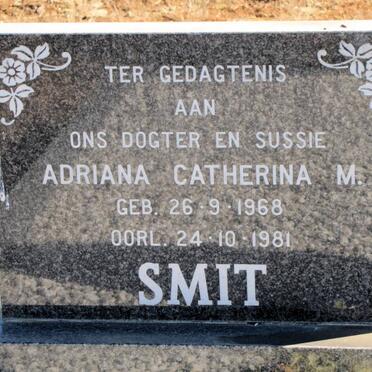 TER GEDAGTENIS
AAN
ONS DOGTER EN SUSSIE
ADRIANA CATHERINA M.
GEB. 26-9-1968
OORL. 24-10-1981
SMIT